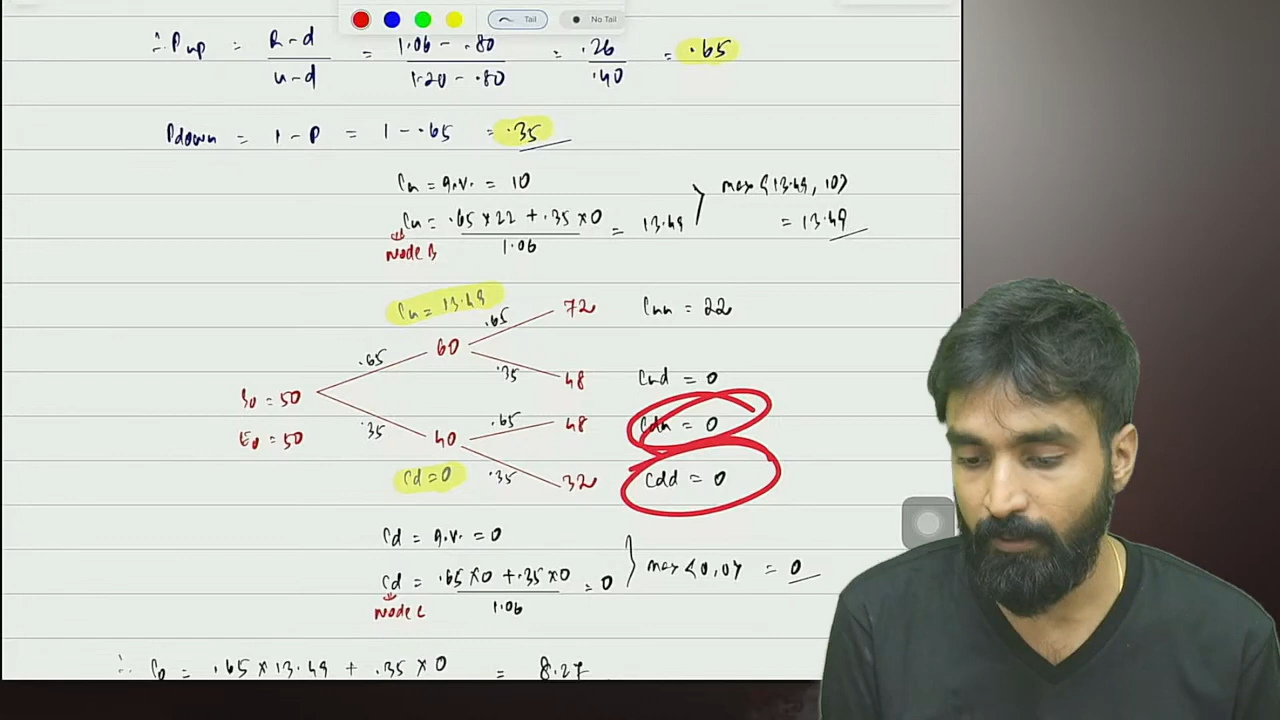 Tail No Tail
∴ Pup = R-d / u-d = 1.06 - .80 / 1.20 - .80 = .26 / .40 = .65
Pdown = 1 - P = 1 - .65 = .35
Cu = g.v. = 10
Cu = .65 × 22 + .35 × 0 / 1.06 = 13.49
max {13.49, 10}
= 13.49
Node B
Cu = 13.49
.65
.65 60 .35
72 Cuu = 22
48 Cud = 0
S0 = 50
E0 = 50
.35 40 .65 .35
48 Cdu = 0
32 Cdd = 0
Cd = 0
Cd = g.v. = 0
Cd = .65 × 0 + .35 × 0 / 1.06 = 0
max {0, 0} = 0
Node C
∴ C0 = .65 × 13.49 + .35 × 0 = 8.27